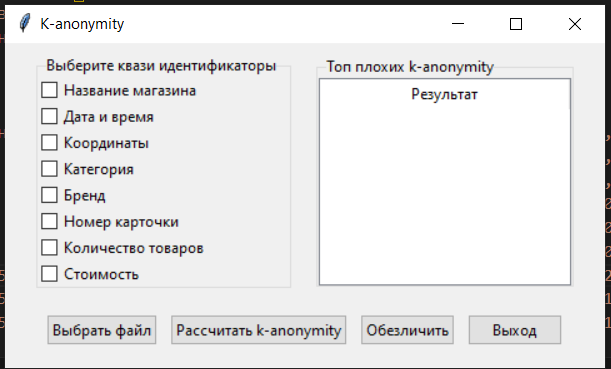 K-anonymity
Выберите квази идентификаторы
Название магазина
Дата и время
Координаты
Категория
Бренд
Номер карточки
Количество товаров
Стоимость
Топ плохих k-anonymity
Результат
Выбрать файл
Рассчитать k-anonymity
Обезличить
Выход